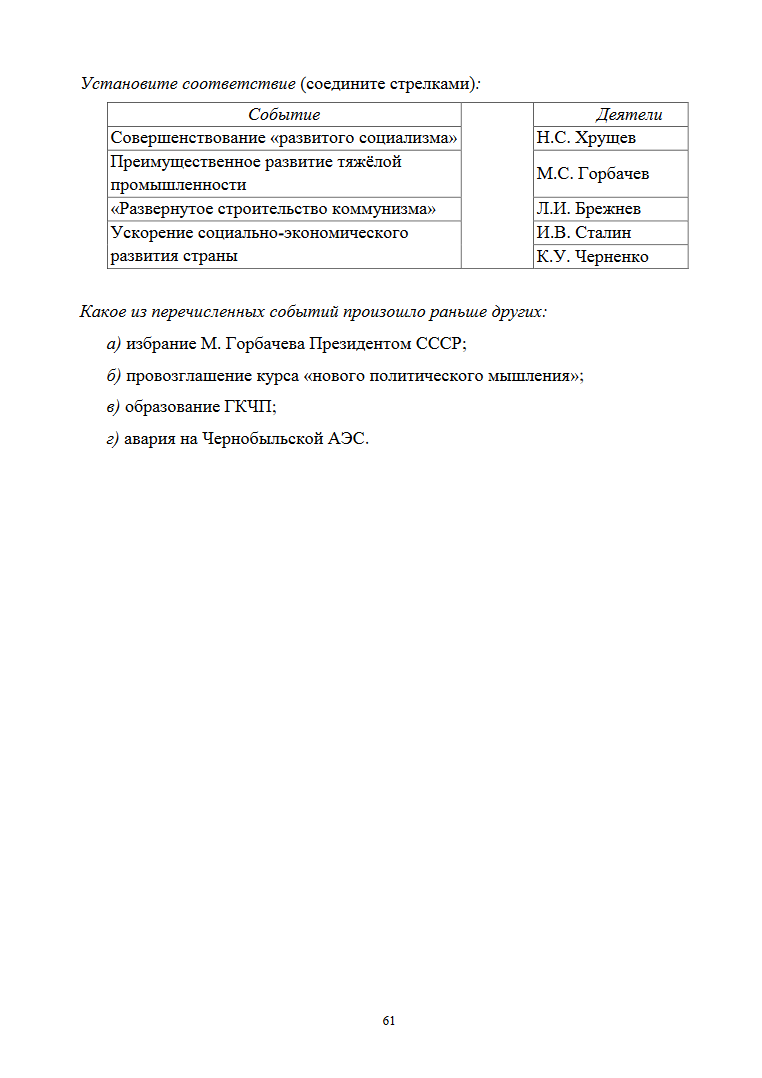 Установите соответствие (соедините стрелками):
Событие
Деятели
Совершенствование «развитого социализма»
Н.С. Хрущев
Преимущественное развитие тяжёлой
промышленности
М.С. Горбачев
«Развернутое строительство коммунизма»
Л.И. Брежнев
Ускорение социально-экономического
развития страны
И.В. Сталин
К.У. Черненко
Какое из перечисленных событий произошло раньше других:
а) избрание М. Горбачева Президентом СССР;
б) провозглашение курса «нового политического мышления»;
в) образование ГКЧП;
г) авария на Чернобыльской АЭС.
61